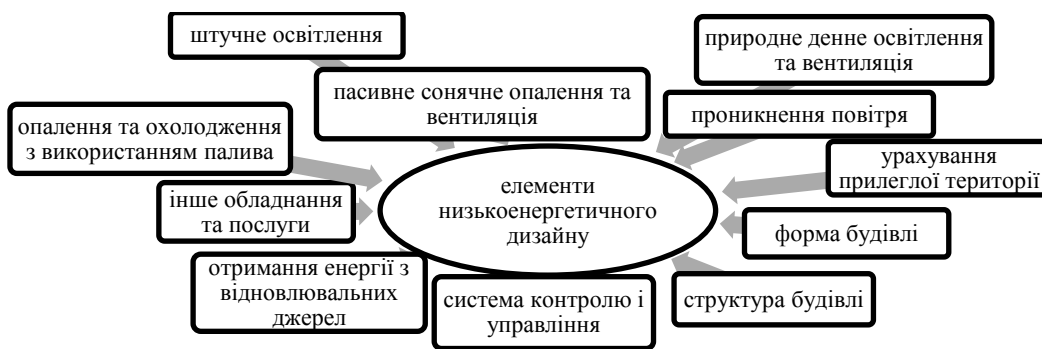 штучне освітлення
природне денне освітлення
та вентиляція
пасивне сонячне опалення та
вентиляція
проникнення повітря
опалення та охолодження
з використанням палива
урахування
прилеглої території
елементи
низькоенергетичного
дизайну
інше обладнання
та послуги
форма будівлі
отримання енергії з
відновлювальних
джерел
система контролю і
управління
структура будівлі